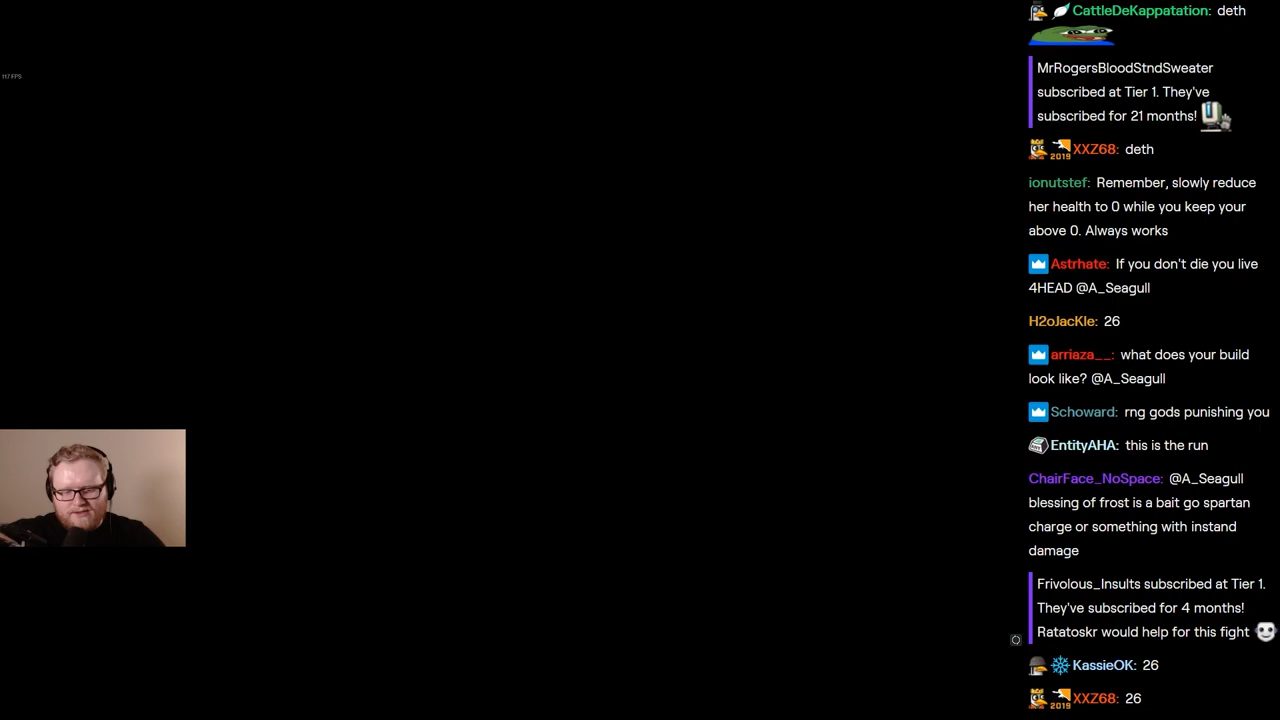 CattleDeKappatation: deth
117 FPS
MrRogersBloodStndSweater
subscribed at Tier 1. They've
subscribed for 21 months!
2019 XXZ68: deth
ionutstef: Remember, slowly reduce
her health to 0 while you keep your
above 0. Always works
Astrhate: If you don't die you live
4HEAD @A_Seagull
H2oJacKle: 26
arriaza__: what does your build
look like? @A_Seagull
Schoward: rng gods punishing you
EntityAHA: this is the run
ChairFace_NoSpace: @A_Seagull
blessing of frost is a bait go spartan
charge or something with instand
damage
Frivolous_Insults subscribed at Tier 1.
They've subscribed for 4 months!
Ratatoskr would help for this fight
KassieOK: 26
2019 XXZ68: 26